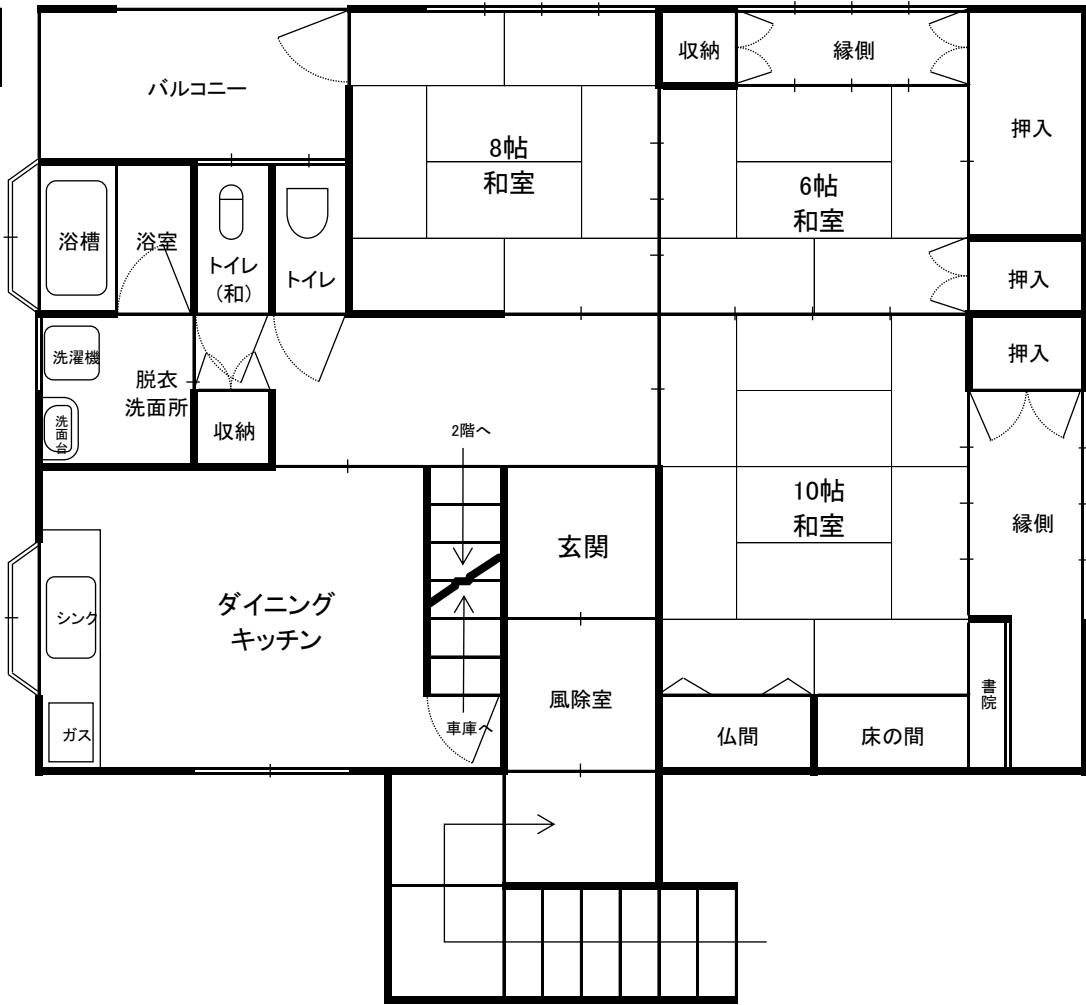 収納
縁側
バルコニー
押入
8帖
和室
6帖
和室
浴槽
浴室
トイレ
(和)
トイレ
押入
洗濯機
脱衣
洗面所
押入
洗面台
収納
2階へ
10帖
和室
縁側
玄関
ダイニング
キッチン
シンク
書院
風除室
ガス
車庫へ
仏間
床の間